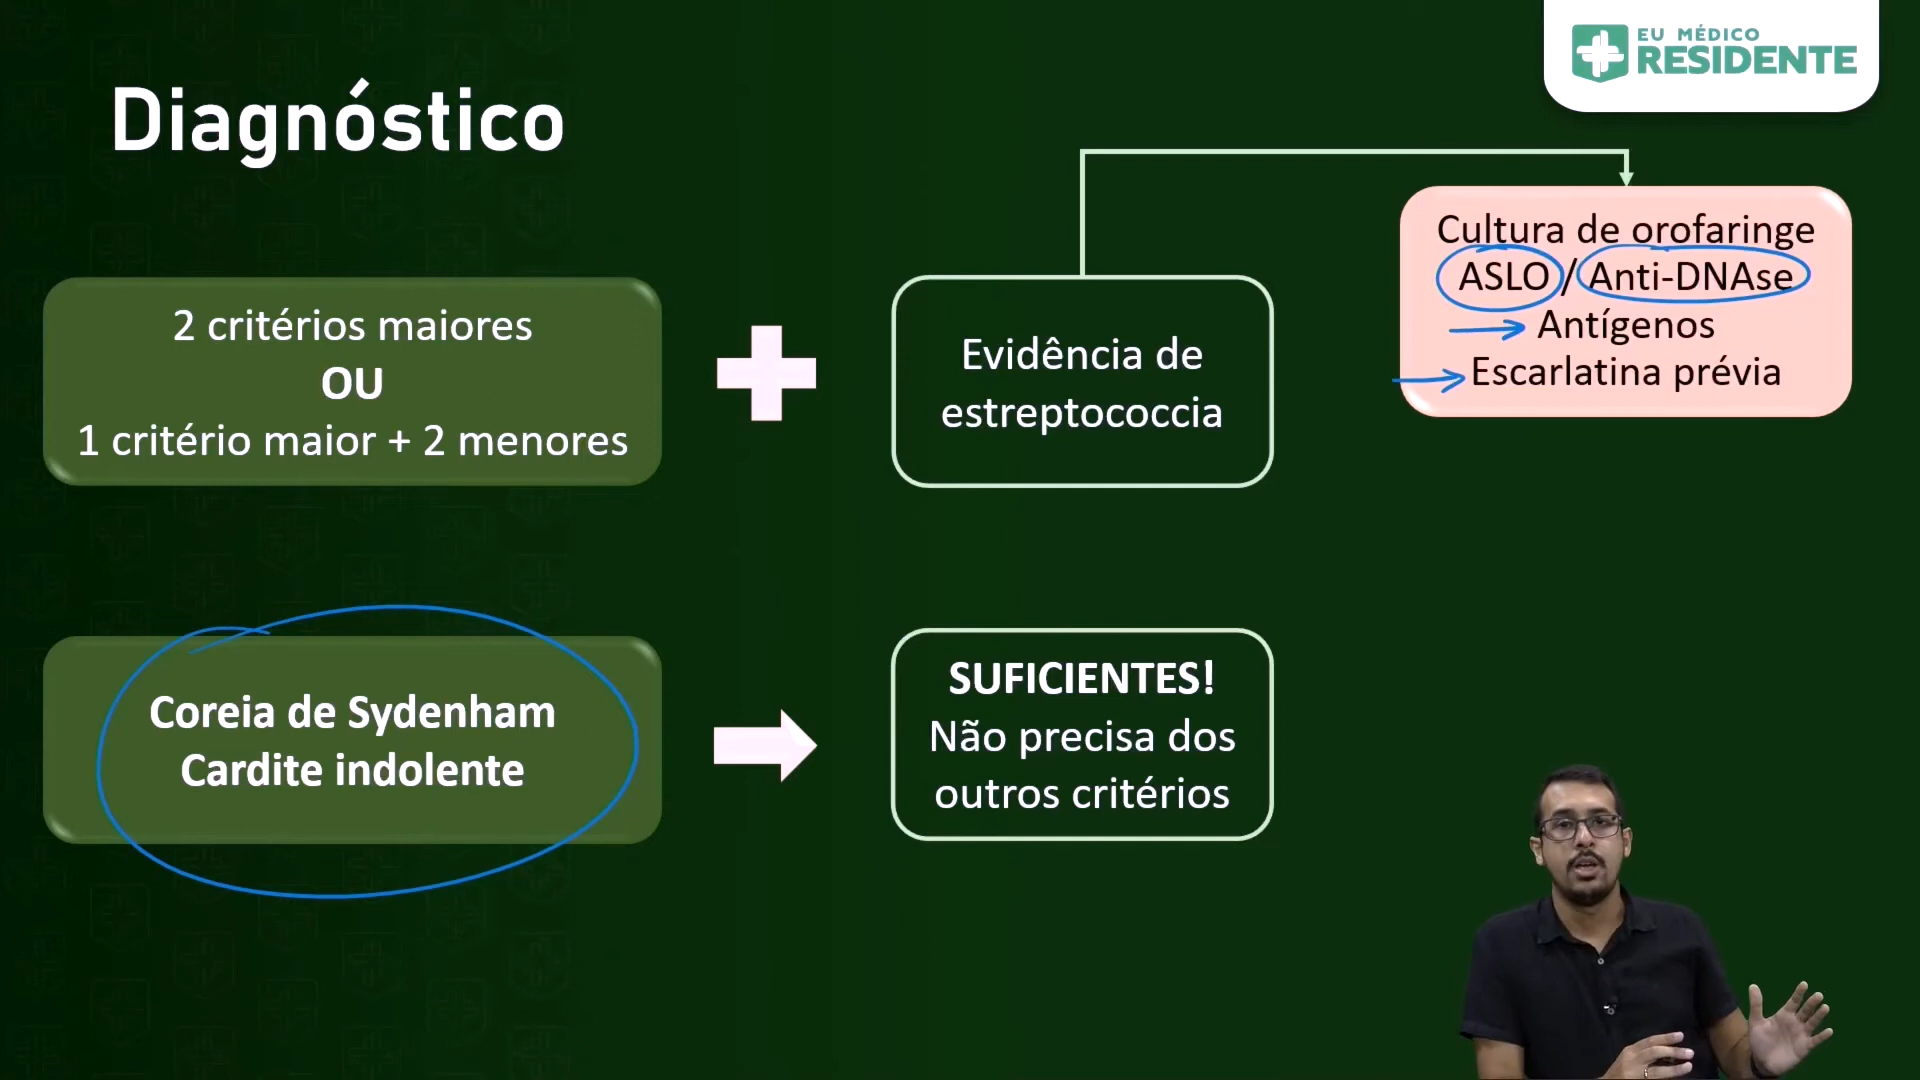 EU MÉDICO
RESIDENTE
Diagnóstico
2 critérios maiores
OU
1 critério maior + 2 menores
Evidência de
estreptococcia
Cultura de orofaringe
ASLO / Anti-DNAse
Antígenos
Escarlatina prévia
Coreia de Sydenham
Cardite indolente
SUFICIENTES!
Não precisa dos
outros critérios